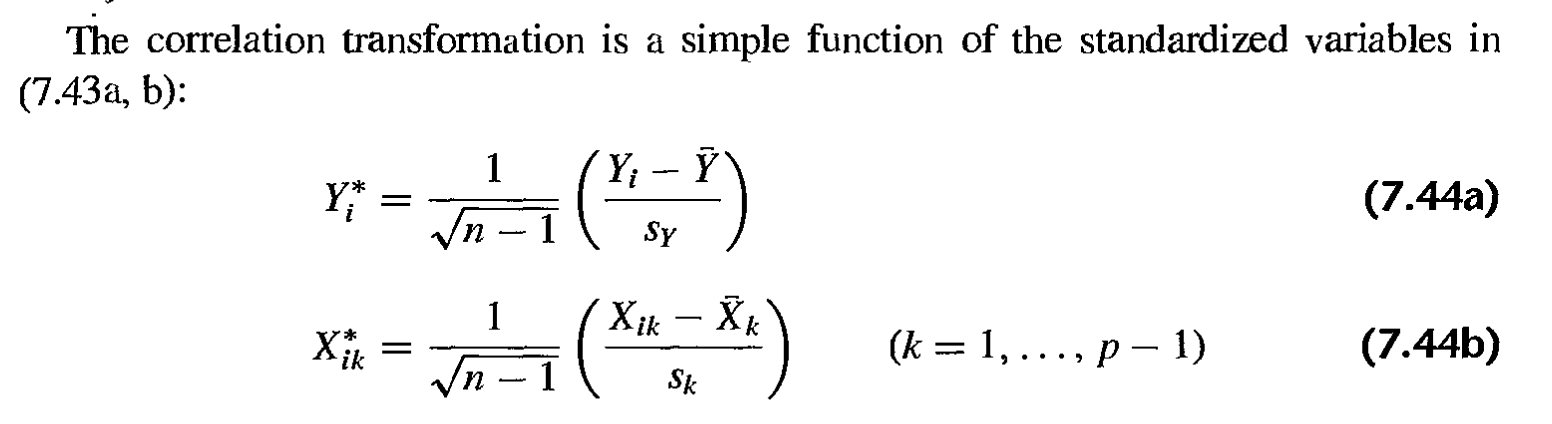 The correlation transformation is a simple function of the standardized variables in
(7.43a, b):
Y*_i = 1/√(n − 1) ((Y_i − Ȳ)/s_Y) (7.44a)
X*_ik = 1/√(n − 1) ((X_ik − X̄_k)/s_k) (k = 1, . . . , p − 1) (7.44b)